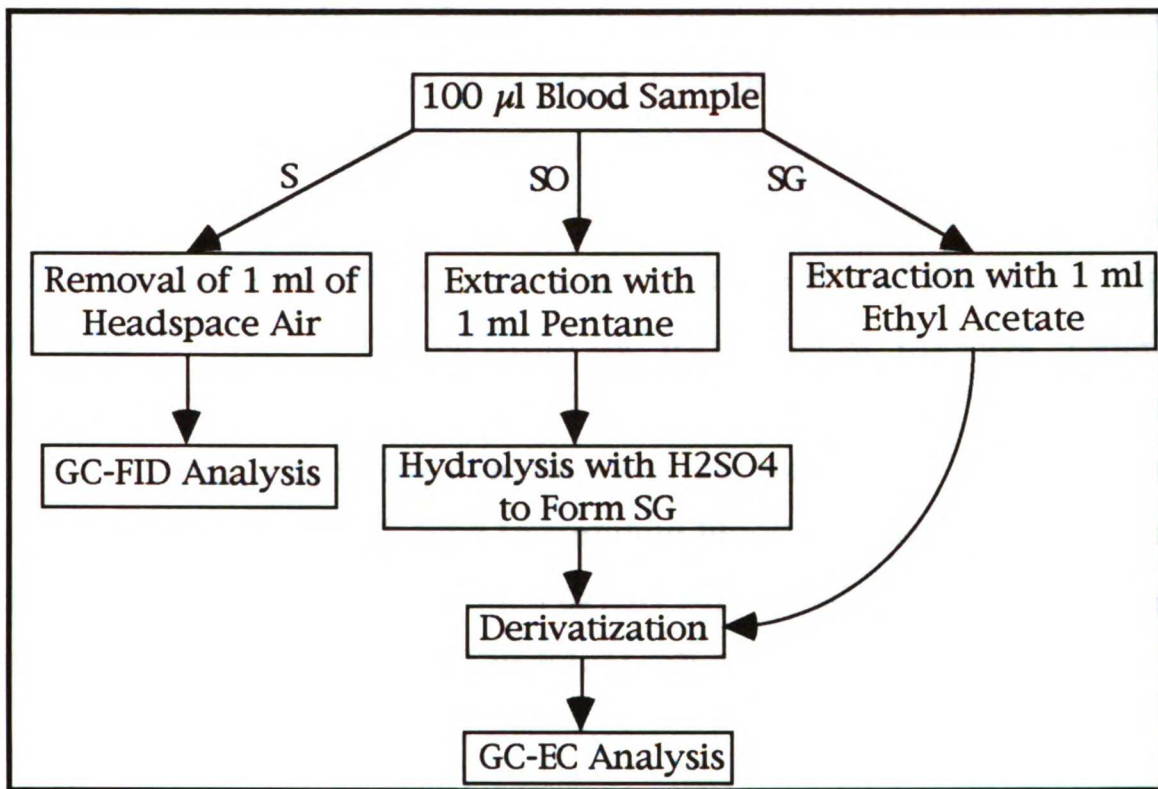 100 µl Blood Sample
S
SO
SG
Removal of 1 ml of
Headspace Air
Extraction with
1 ml Pentane
Extraction with 1 ml
Ethyl Acetate
GC-FID Analysis
Hydrolysis with H2SO4
to Form SG
Derivatization
GC-EC Analysis